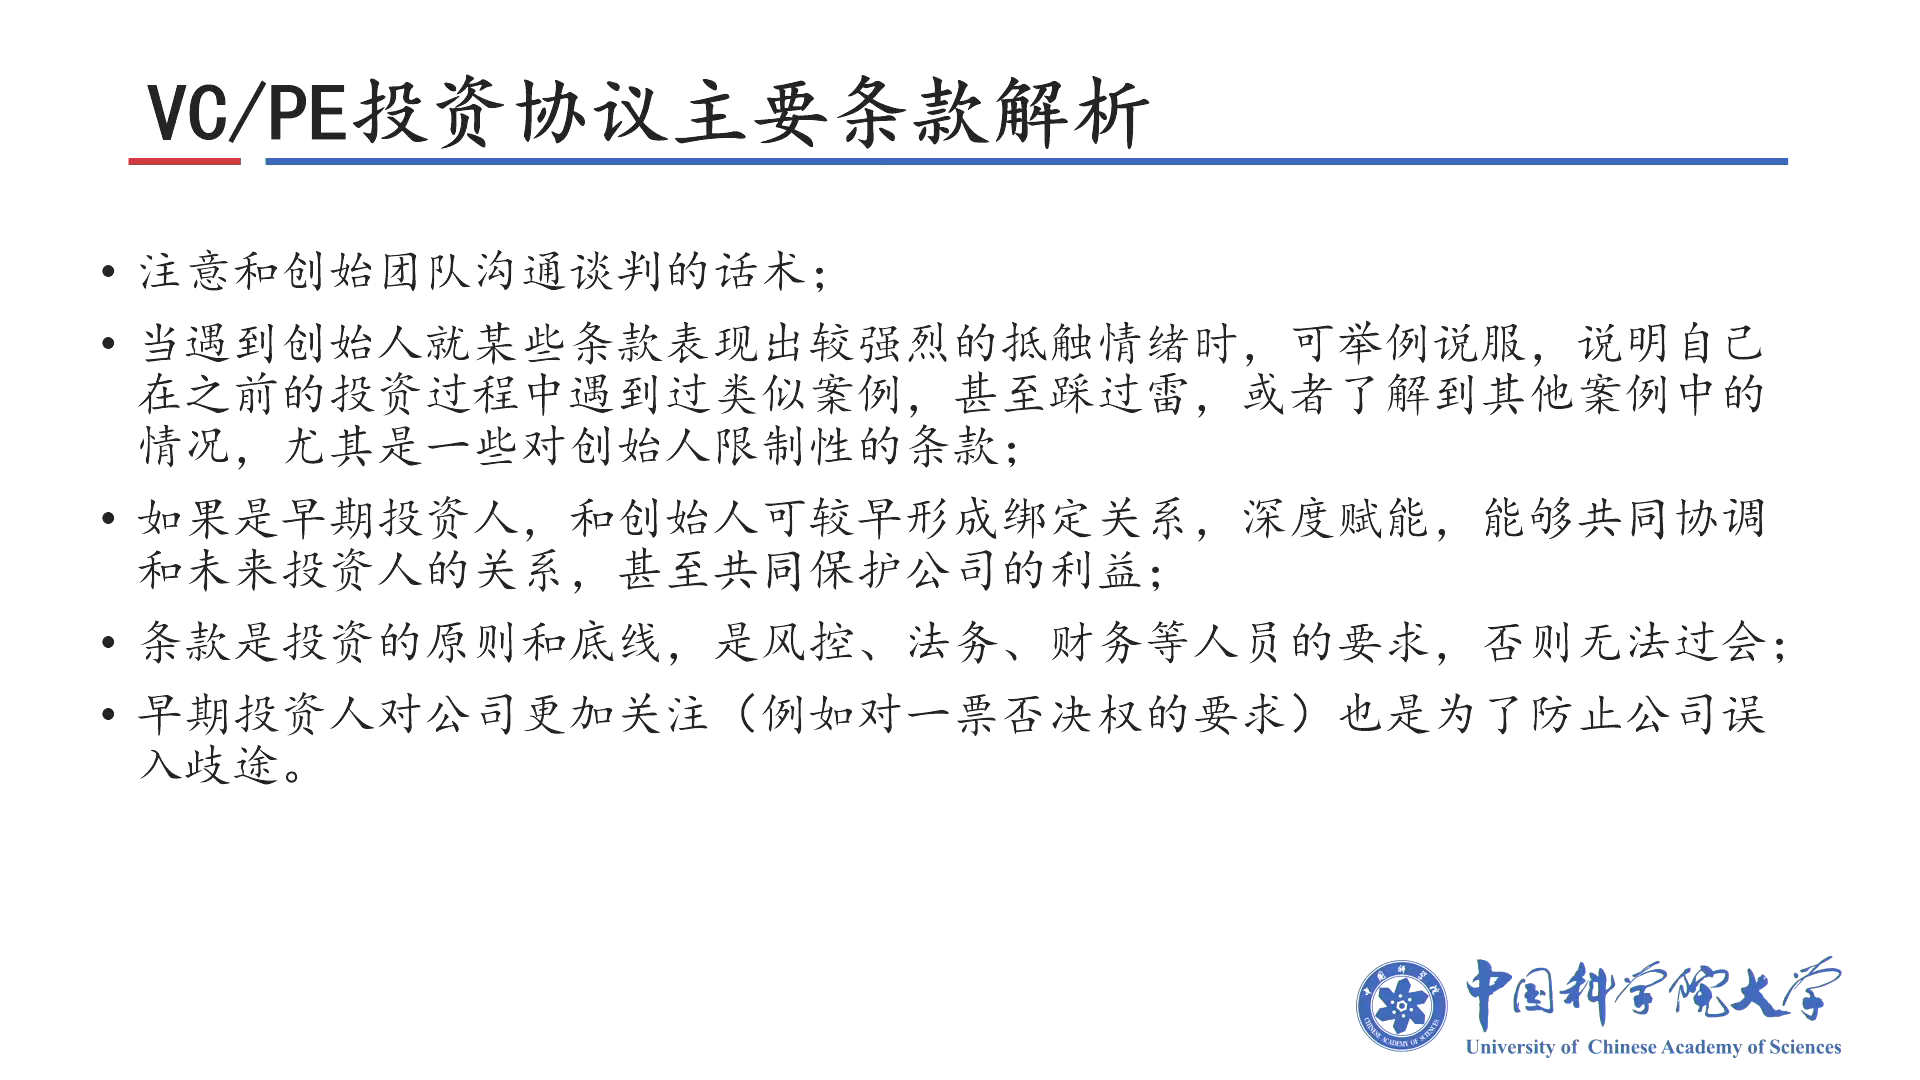 VC/PE投资协议主要条款解析
• 注意和创始团队沟通谈判的话术；
• 当遇到创始人就某些条款表现出较强烈的抵触情绪时，可举例说服，说明自己
在之前的投资过程中遇到过类似案例，甚至踩过雷，或者了解到其他案例中的
情况，尤其是一些对创始人限制性的条款；
• 如果是早期投资人，和创始人可较早形成绑定关系，深度赋能，能够共同协调
和未来投资人的关系，甚至共同保护公司的利益；
• 条款是投资的原则和底线，是风控、法务、财务等人员的要求，否则无法过会；
• 早期投资人对公司更加关注（例如对一票否决权的要求）也是为了防止公司误
入歧途。
中国科学院
CHINESE ACADEMY OF SCIENCES
中国科学院大学
University of Chinese Academy of Sciences